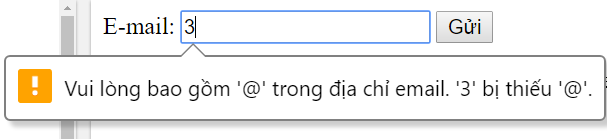 E-mail: 3 Gửi
Vui lòng bao gồm '@' trong địa chỉ email. '3' bị thiếu '@'.